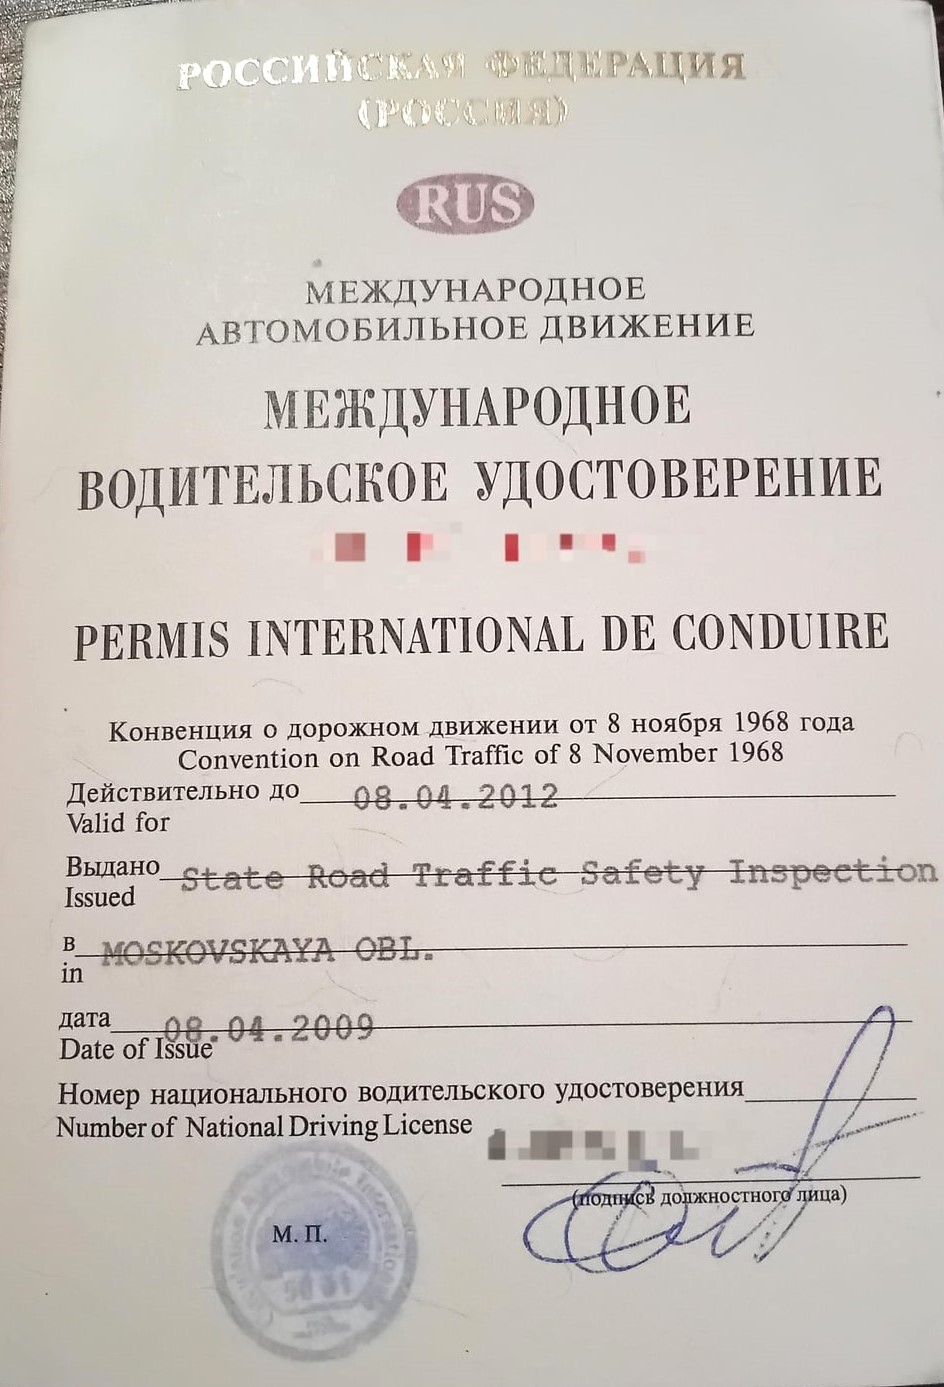 РОССИЙСКАЯ ФЕДЕРАЦИЯ
(РОССИЯ)
RUS
МЕЖДУНАРОДНОЕ
АВТОМОБИЛЬНОЕ ДВИЖЕНИЕ
МЕЖДУНАРОДНОЕ
ВОДИТЕЛЬСКОЕ УДОСТОВЕРЕНИЕ
PERMIS INTERNATIONAL DE CONDUIRE
Конвенция о дорожном движении от 8 ноября 1968 года
Convention on Road Traffic of 8 November 1968
Действительно до 08.04.2012
Valid for
Выдано State Road Traffic Safety Inspection
Issued
в MOSKOVSKAYA OBL.
in
дата 08.04.2009
Date of Issue
Номер национального водительского удостоверения
Number of National Driving License
(подпись должностного лица)
М. П.